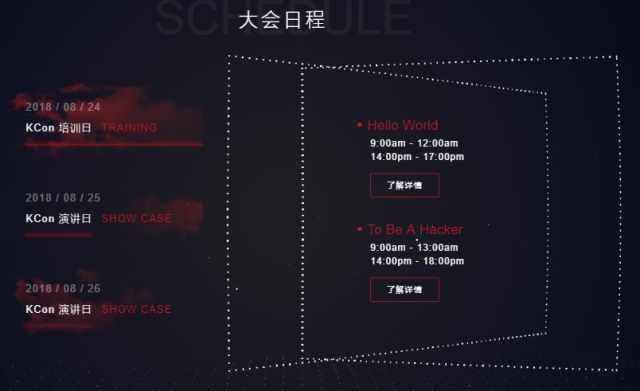 SCHEDULE
大会日程
2018 / 08 / 24
KCon 培训日 TRAINING
2018 / 08 / 25
KCon 演讲日 SHOW CASE
2018 / 08 / 26
KCon 演讲日 SHOW CASE
Hello World
9:00am - 12:00am
14:00pm - 17:00pm
了解详情
To Be A Hacker
9:00am - 13:00am
14:00pm - 18:00pm
了解详情